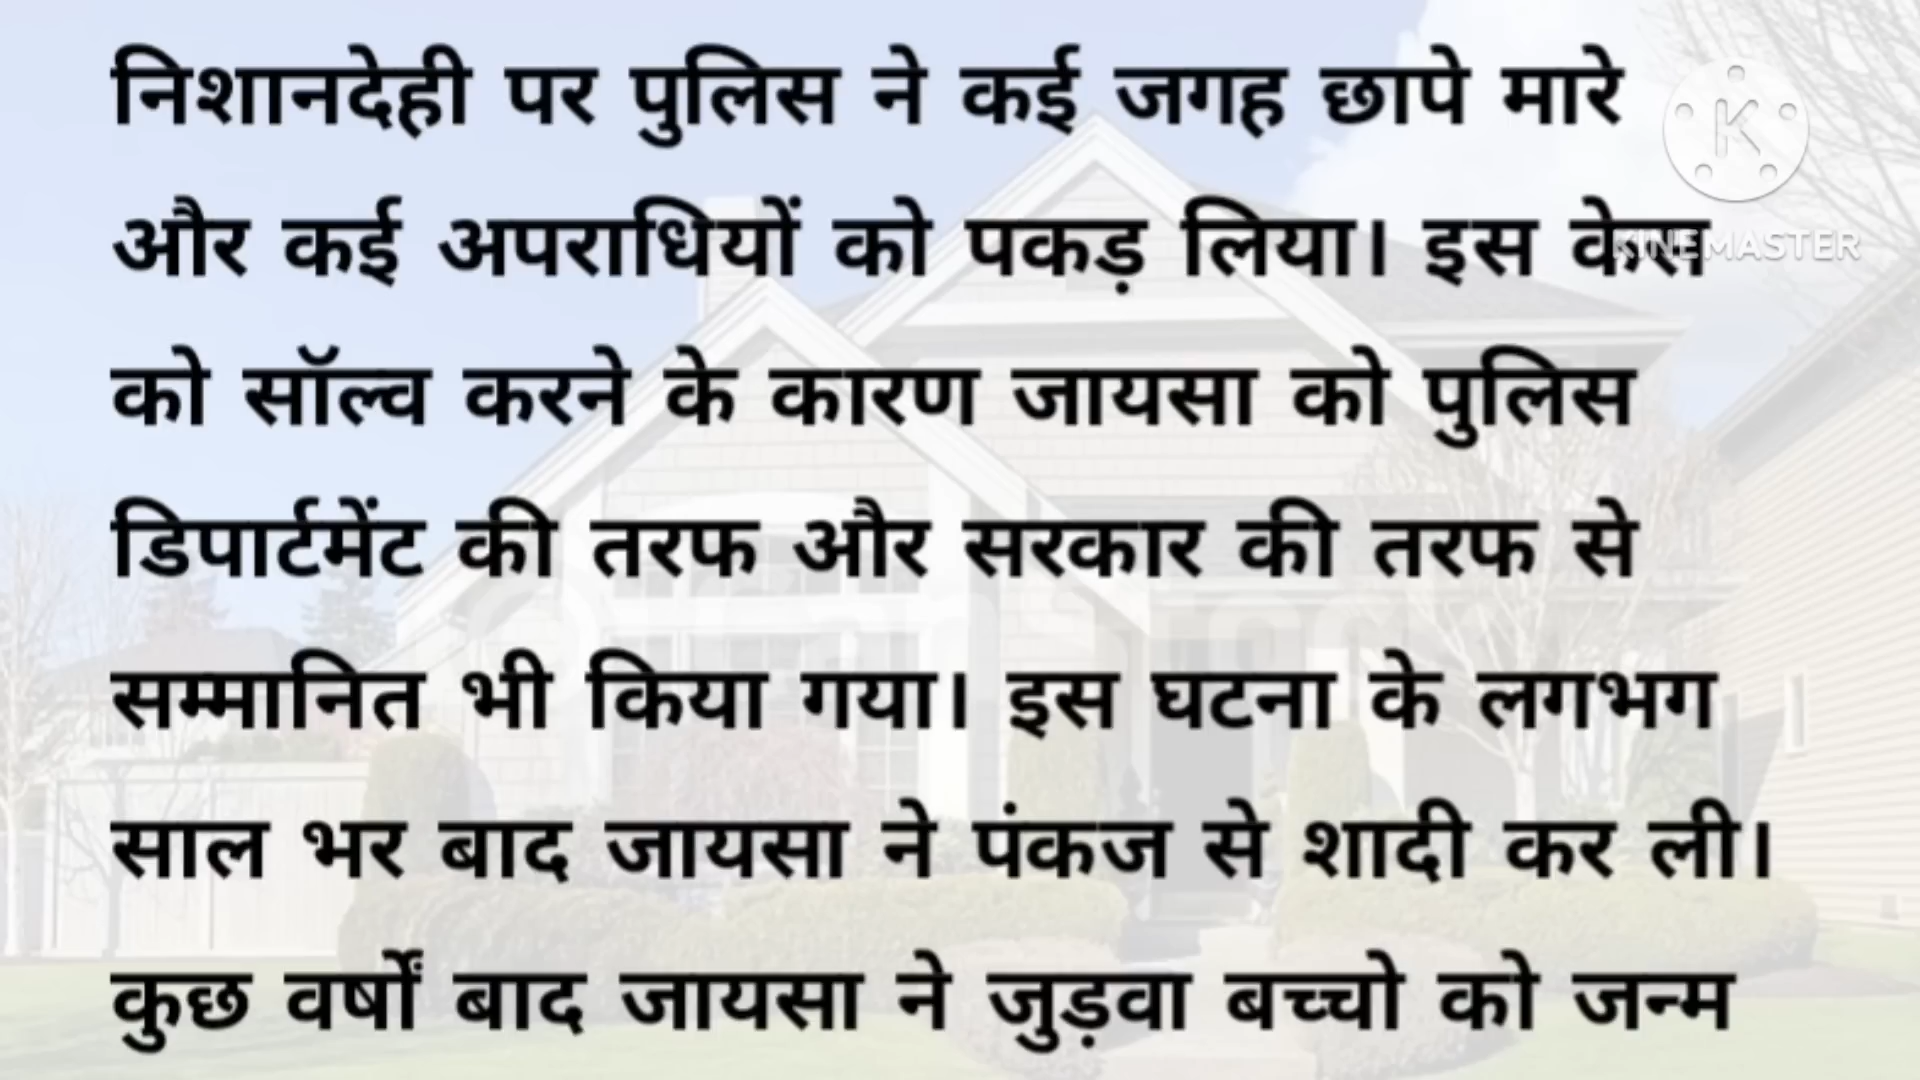 निशानदेही पर पुलिस ने कई जगह छापे मारे
और कई अपराधियों को पकड़ लिया। इस केस
को सॉल्व करने के कारण जायसा को पुलिस
डिपार्टमेंट की तरफ और सरकार की तरफ से
सम्मानित भी किया गया। इस घटना के लगभग
साल भर बाद जायसा ने पंकज से शादी कर ली।
कुछ वर्षों बाद जायसा ने जुड़वा बच्चो को जन्म
K
KINEMASTER